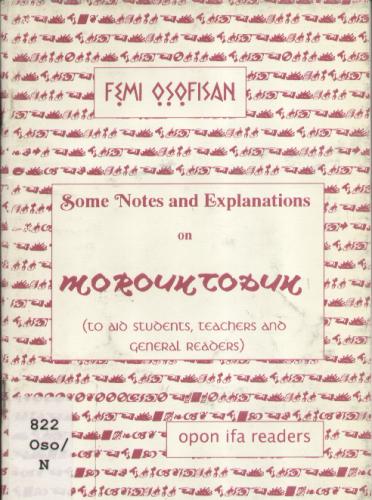 FẸMI ỌṢỌFISAN
Some Notes and Explanations
on
MOROUNTODUN
(to aid students, teachers and
general readers)
822
Oso/
N
opon ifa readers